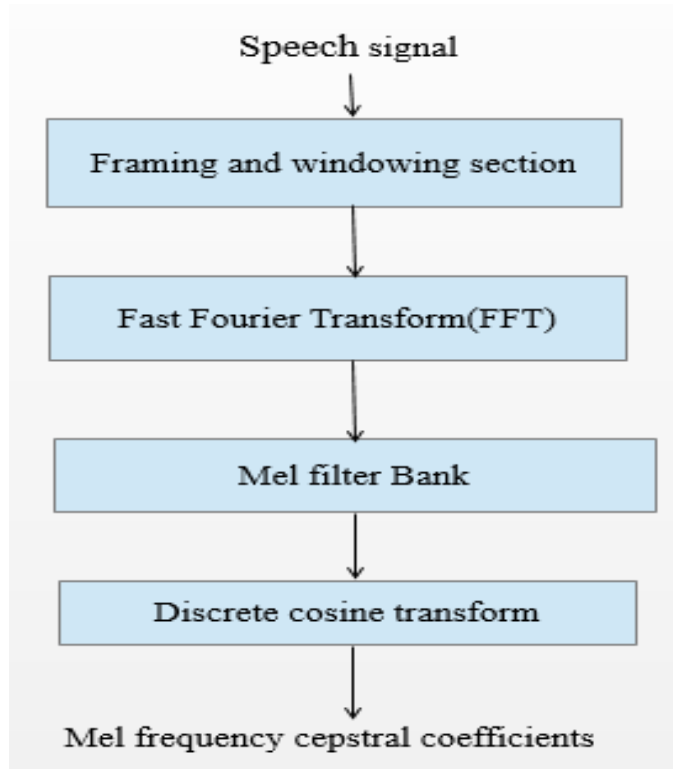 Speech signal
Framing and windowing section
Fast Fourier Transform(FFT)
Mel filter Bank
Discrete cosine transform
Mel frequency cepstral coefficients